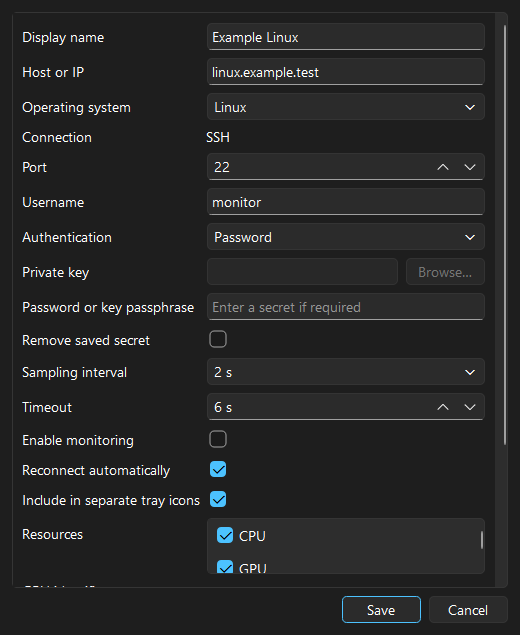 Display name Example Linux
Host or IP linux.example.test
Operating system Linux
Connection SSH
Port 22
Username monitor
Authentication Password
Private key Browse...
Password or key passphrase Enter a secret if required
Remove saved secret
Sampling interval 2 s
Timeout 6 s
Enable monitoring
Reconnect automatically
Include in separate tray icons
Resources CPU
GPU
Save Cancel